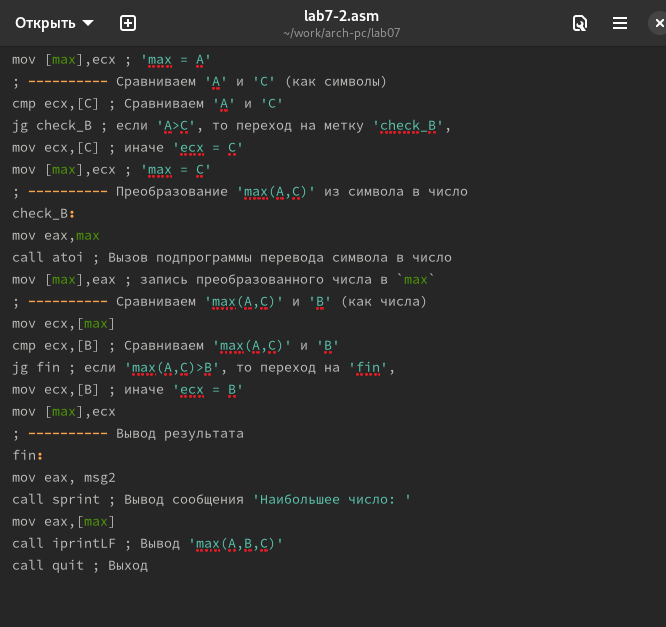 Открыть
lab7-2.asm
~/work/arch-pc/lab07
mov [max],ecx ; 'max = A'
; ---------- Сравниваем 'A' и 'C' (как символы)
cmp ecx,[C] ; Сравниваем 'A' и 'C'
jg check_B ; если 'A>C', то переход на метку 'check_B',
mov ecx,[C] ; иначе 'ecx = C'
mov [max],ecx ; 'max = C'
; ---------- Преобразование 'max(A,C)' из символа в число
check_B:
mov eax,max
call atoi ; Вызов подпрограммы перевода символа в число
mov [max],eax ; запись преобразованного числа в `max`
; ---------- Сравниваем 'max(A,C)' и 'B' (как числа)
mov ecx,[max]
cmp ecx,[B] ; Сравниваем 'max(A,C)' и 'B'
jg fin ; если 'max(A,C)>B', то переход на 'fin',
mov ecx,[B] ; иначе 'ecx = B'
mov [max],ecx
; ---------- Вывод результата
fin:
mov eax, msg2
call sprint ; Вывод сообщения 'Наибольшее число: '
mov eax,[max]
call iprintLF ; Вывод 'max(A,B,C)'
call quit ; Выход